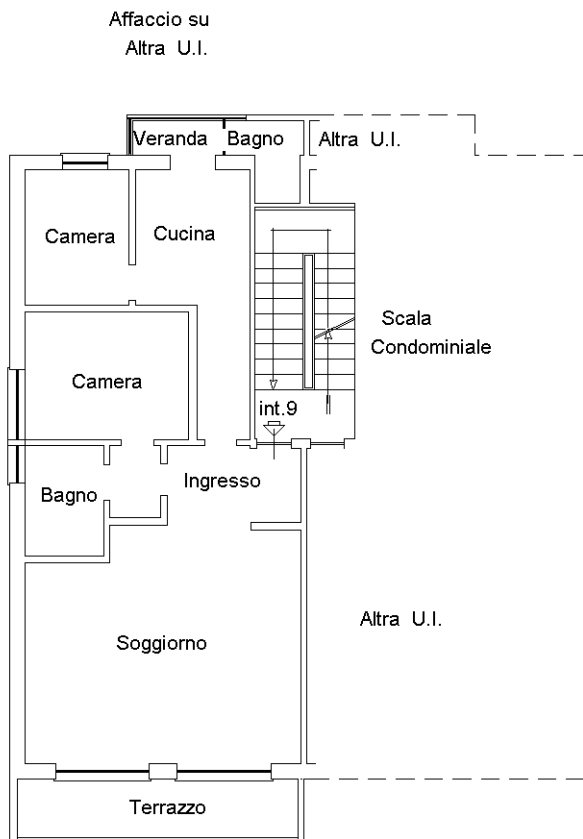 Affaccio su
Altra U.I.
Veranda Bagno Altra U.I.
Camera Cucina
Scala
Condominiale
Camera
int.9
Ingresso
Bagno
Altra U.I.
Soggiorno
Terrazzo